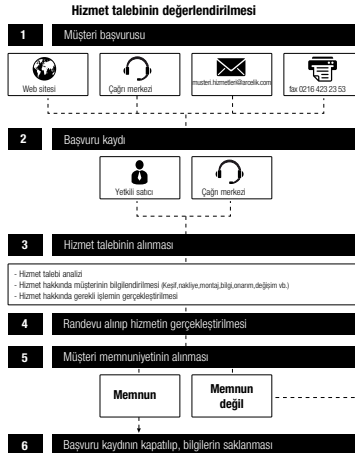 Hizmet talebinin değerlendirilmesi
1 Müşteri başvurusu
Web sitesi
Çağrı merkezi
musteri.hizmetleri@arcelik.com
fax 0216 423 23 53
2 Başvuru kaydı
Yetkili satıcı
Çağrı merkezi
3 Hizmet talebinin alınması
- Hizmet talebi analizi
- Hizmet hakkında müşterinin bilgilendirilmesi (Keşif,nakliye,montaj,bilgi,onarım,değişim vb.)
- Hizmet hakkında gerekli işlemin gerçekleştirilmesi
4 Randevu alınıp hizmetin gerçekleştirilmesi
5 Müşteri memnuniyetinin alınması
Memnun
Memnun
değil
6 Başvuru kaydının kapatılıp, bilgilerin saklanması